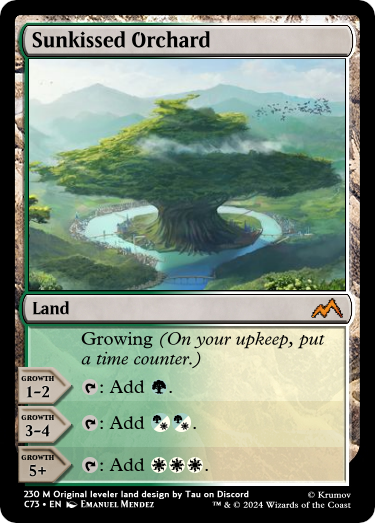 Sunkissed Orchard
Land
Growing (On your upkeep, put
a time counter.)
GROWTH
1-2
: Add .
GROWTH
3-4
: Add .
GROWTH
5+
: Add .
230 M Original leveler land design by Tau on Discord
© Krumov
C73 • EN Emanuel Mendez
™ & © 2024 Wizards of the Coast